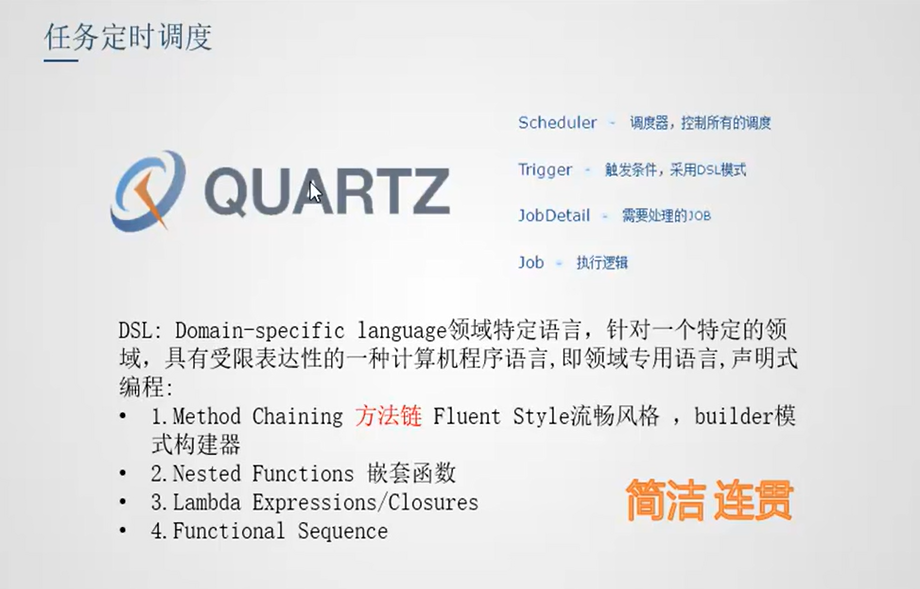 任务定时调度
QUARTZ
Scheduler - 调度器，控制所有的调度
Trigger - 触发条件，采用DSL模式
JobDetail - 需要处理的JOB
Job - 执行逻辑
DSL: Domain-specific language领域特定语言，针对一个特定的领
域，具有受限表达性的一种计算机程序语言,即领域专用语言,声明式
编程:
• 1.Method Chaining 方法链 Fluent Style流畅风格 ，builder模
式构建器
• 2.Nested Functions 嵌套函数
• 3.Lambda Expressions/Closures
• 4.Functional Sequence
简洁 连贯